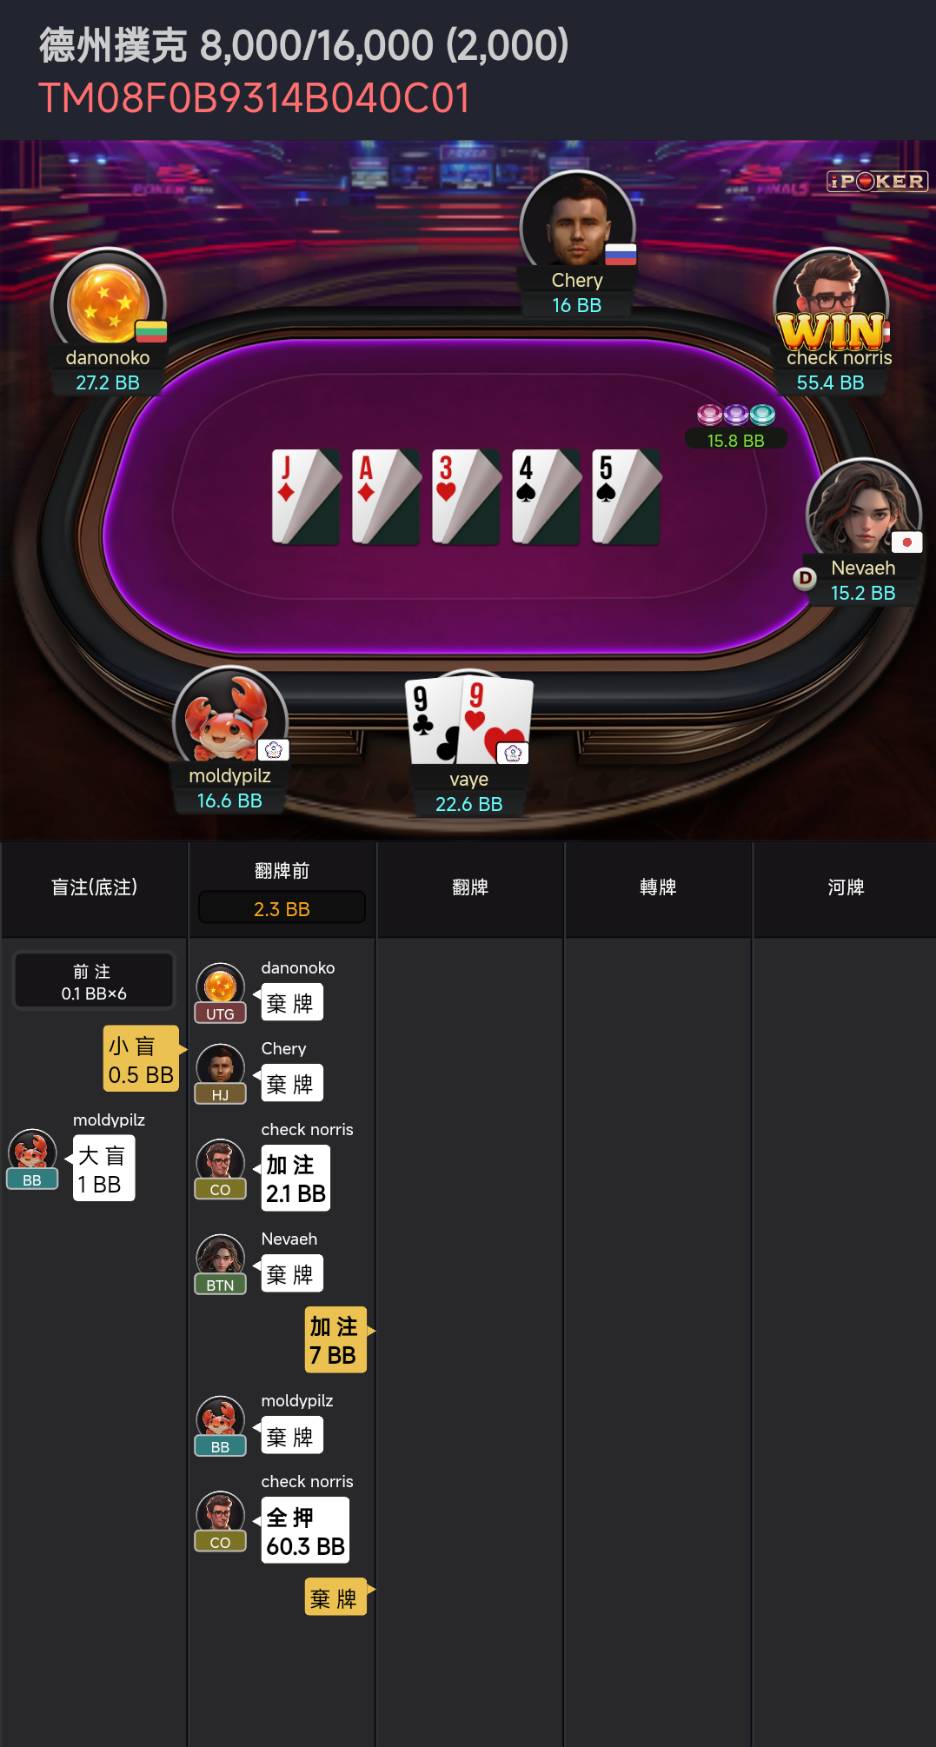 德州撲克 8,000/16,000 (2,000)
TM08F0B9314B040C01
iPOKER
POKER
FINALS
Chery
16 BB
danonoko
27.2 BB
WIN
check norris
55.4 BB
15.8 BB
J
A
3
4
5
Nevaeh
D
15.2 BB
9
9
moldypilz
16.6 BB
vaye
22.6 BB
盲注(底注)
翻牌前
2.3 BB
翻牌
轉牌
河牌
前注
0.1 BB×6
小盲
0.5 BB
moldypilz
大盲
1 BB
BB
danonoko
棄牌
UTG
Chery
棄牌
HJ
check norris
加注
2.1 BB
CO
Nevaeh
棄牌
BTN
加注
7 BB
moldypilz
棄牌
BB
check norris
全押
60.3 BB
CO
棄牌